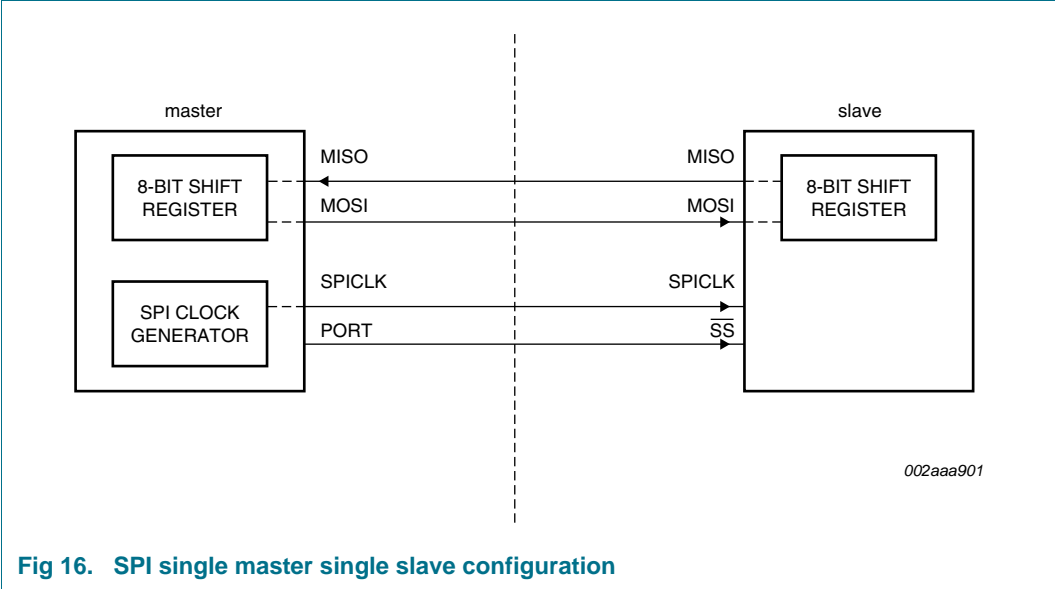 master
slave
MISO
MISO
8-BIT SHIFT
REGISTER
8-BIT SHIFT
REGISTER
MOSI
MOSI
SPICLK
SPICLK
SPI CLOCK
GENERATOR
PORT
S̅S̅
002aaa901
Fig 16. SPI single master single slave configuration